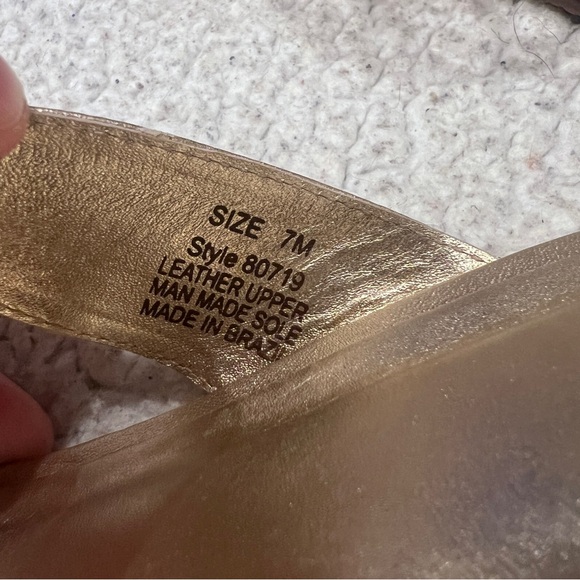 SIZE 7M
Style 80719
LEATHER UPPER
MAN MADE SOLE
MADE IN BRAZI